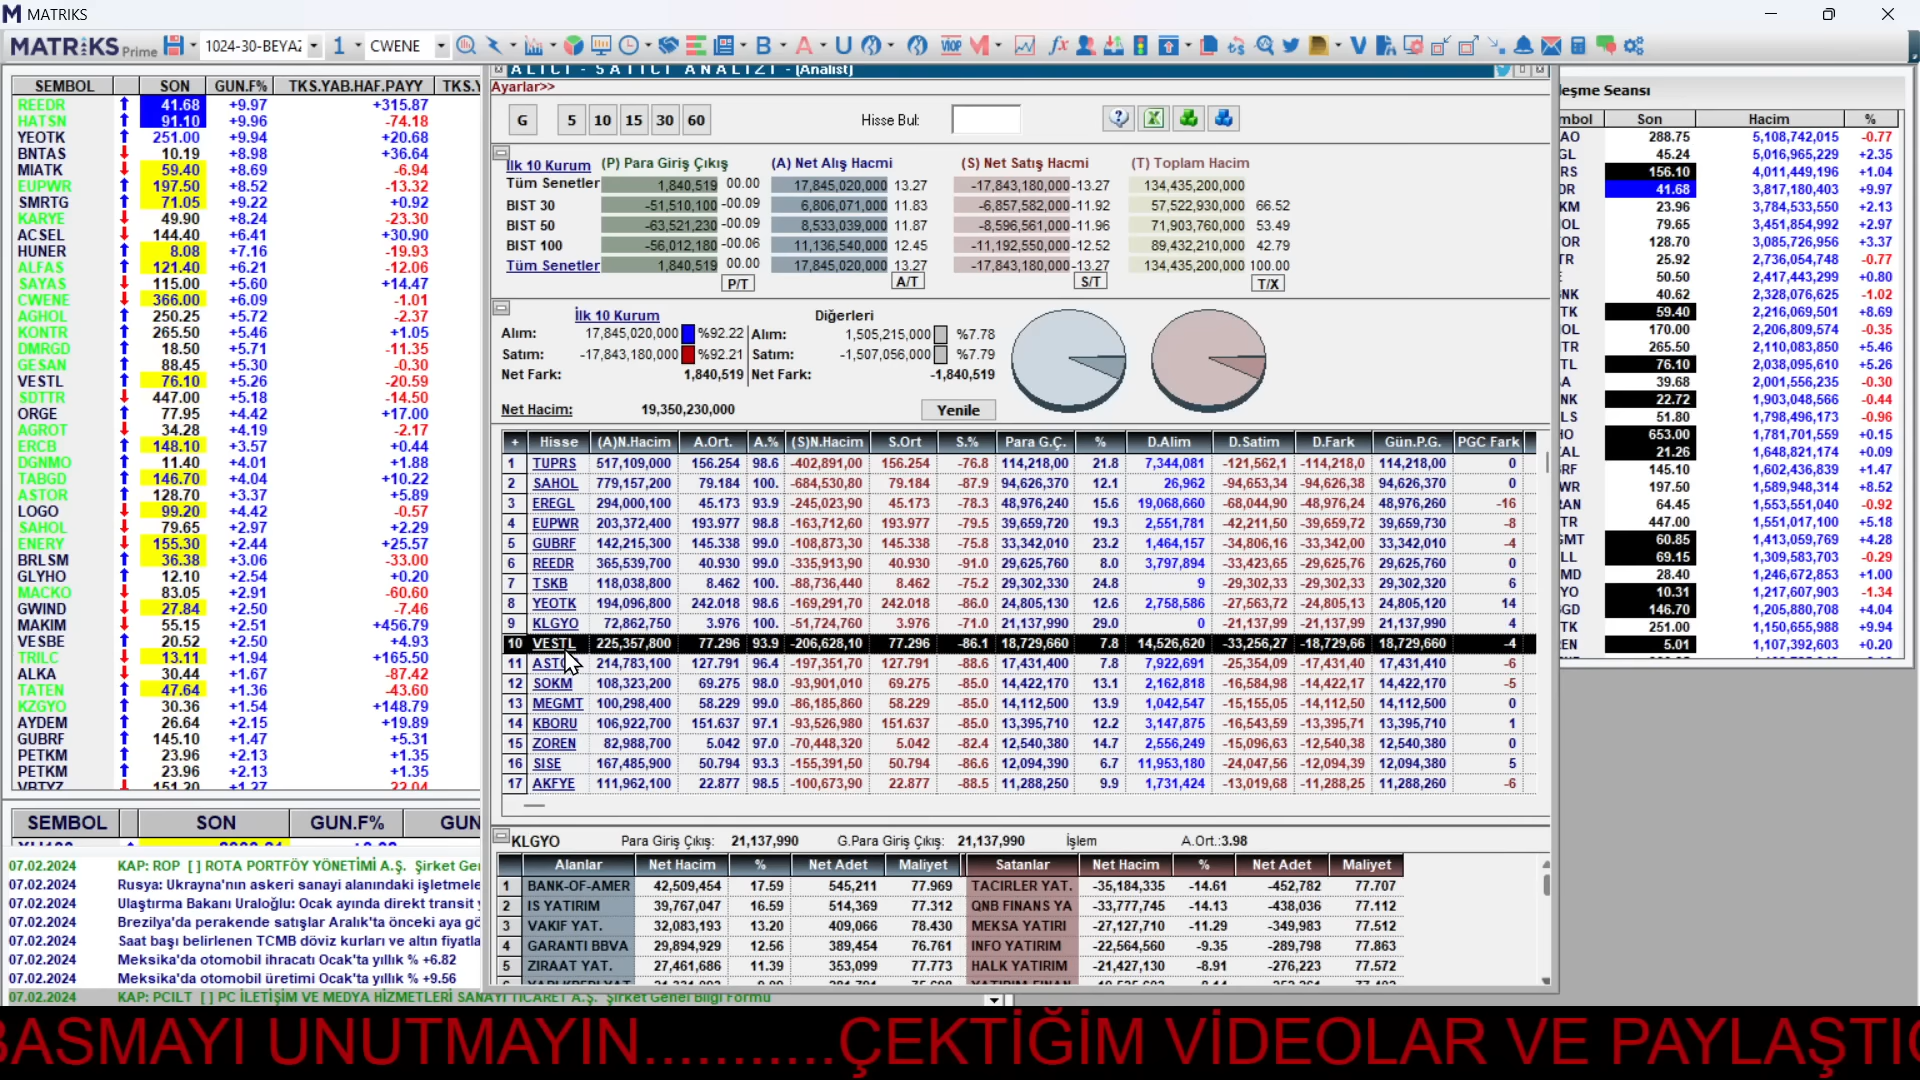 MATRIKS
MATRIKS Prime 1024-30-BEYAZ 1 CWENE B A U VIOP M fx V
SEMBOL SON GUN.F% TKS.YAB.HAF.PAYY TKS.Y
REEDR 41.68 +9.97 +315.87
HATSN 91.10 +9.96 -74.18
YEOTK 251.00 +9.94 +20.68
BNTAS 10.19 +8.98 +36.64
MIATK 59.40 +8.69 -6.94
EUPWR 197.50 +8.52 -13.32
SMRTG 71.05 +9.22 +0.92
KARYE 49.90 +8.24 -23.30
ACSEL 144.40 +6.41 +30.90
HUNER 8.08 +7.16 -19.93
ALFAS 121.40 +6.21 -12.06
SAYAS 115.00 +5.60 +14.47
CWENE 366.00 +6.09 -1.01
AGHOL 250.25 +5.72 -2.37
KONTR 265.50 +5.46 +1.05
DMRGD 18.50 +5.71 -11.35
GESAN 88.45 +5.30 -0.30
VESTL 76.10 +5.26 -20.59
SDTTR 447.00 +5.18 -14.50
ORGE 77.95 +4.42 +17.00
AGROT 34.28 +4.19 -2.17
ERCB 148.10 +3.57 +0.44
DGNMO 11.40 +4.01 +1.88
TABGD 146.70 +4.04 +10.22
ASTOR 128.70 +3.37 +5.89
LOGO 99.20 +4.42 -0.57
SAHOL 79.65 +2.97 +2.29
ENERY 155.30 +2.44 +25.57
BRLSM 36.38 +3.06 -33.00
GLYHO 12.10 +2.54 +0.20
MACKO 83.05 +2.91 -60.60
GWIND 27.84 +2.50 -7.46
MAKIM 55.15 +2.51 +456.79
VESBE 20.52 +2.50 +4.93
TRILC 13.11 +1.94 +165.50
ALKA 30.44 +1.67 -87.42
TATEN 47.64 +1.36 -43.60
KZGYO 30.36 +1.54 +148.79
AYDEM 26.64 +2.15 +19.89
GUBRF 145.10 +1.47 +5.31
PETKM 23.96 +2.13 +1.35
PETKM 23.96 +2.13 +1.35
VBTYZ 151.20 +1.27
SEMBOL SON GUN.F% GUN
07.02.2024 KAP: ROP [ ] ROTA PORTFÖY YÖNETİMİ A.Ş. Şirket Ge
07.02.2024 Rusya: Ukrayna'nın askeri sanayi alanındaki işletmele
07.02.2024 Ulaştırma Bakanı Uraloğlu: Ocak ayında direkt transit
07.02.2024 Brezilya'da perakende satışlar Aralık'ta önceki aya gö
07.02.2024 Saat başı belirlenen TCMB döviz kurları ve altın fiyatla
07.02.2024 Meksika'da otomobil ihracatı Ocak'ta yıllık % +6.82
07.02.2024 Meksika'da otomobil üretimi Ocak'ta yıllık % +9.56
07.02.2024 KAP: PCILT [ ] PC İLETİŞİM VE MEDYA HİZMETLERİ SANAYİ TİCARET A.Ş. Şirket Genel Bilgi Formu
ALICI - SATICI ANALIZI - [Analist]
Ayarlar>>
G 5 10 15 30 60 Hisse Bul:
İlk 10 Kurum (P) Para Giriş Çıkış (A) Net Alış Hacmi (S) Net Satış Hacmi (T) Toplam Hacim
Tüm Senetler 1,840,519 00.00 17,845,020,000 13.27 -17,843,180,000 -13.27 134,435,200,000
BIST 30 -51,510,100 -00.09 6,806,071,000 11.83 -6,857,582,000 -11.92 57,522,930,000 66.52
BIST 50 -63,521,230 -00.09 8,533,039,000 11.87 -8,596,561,000 -11.96 71,903,760,000 53.49
BIST 100 -56,012,180 -00.06 11,136,540,000 12.45 -11,192,550,000 -12.52 89,432,210,000 42.79
Tüm Senetler 1,840,519 00.00 17,845,020,000 13.27 -17,843,180,000 -13.27 134,435,200,000 100.00
P/T A/T S/T T/X
İlk 10 Kurum Diğerleri
Alım: 17,845,020,000 %92.22 Alım: 1,505,215,000 %7.78
Satım: -17,843,180,000 %92.21 Satım: -1,507,056,000 %7.79
Net Fark: 1,840,519 Net Fark: -1,840,519
Net Hacim: 19,350,230,000 Yenile
+ Hisse (A)N.Hacim A.Ort. A.% (S)N.Hacim S.Ort S.% Para G.Ç. % D.Alim D.Satim D.Fark Gün.P.G. PGC Fark
1 TUPRS 517,109,000 156.254 98.6 -402,891,00 156.254 -76.8 114,218,00 21.8 7,344,081 -121,562,1 -114,218,0 114,218,00 0
2 SAHOL 779,157,200 79.184 100. -684,530,80 79.184 -87.9 94,626,370 12.1 26,962 -94,653,34 -94,626,38 94,626,370 0
3 EREGL 294,000,100 45.173 93.9 -245,023,90 45.173 -78.3 48,976,240 15.6 19,068,660 -68,044,90 -48,976,24 48,976,260 -16
4 EUPWR 203,372,400 193.977 98.8 -163,712,60 193.977 -79.5 39,659,720 19.3 2,551,781 -42,211,50 -39,659,72 39,659,730 -8
5 GUBRF 142,215,300 145.338 99.0 -108,873,30 145.338 -75.8 33,342,010 23.2 1,464,157 -34,806,16 -33,342,00 33,342,010 -4
6 REEDR 365,539,700 40.930 99.0 -335,913,90 40.930 -91.0 29,625,760 8.0 3,797,894 -33,423,65 -29,625,76 29,625,760 0
7 TSKB 118,038,800 8.462 100. -88,736,440 8.462 -75.2 29,302,330 24.8 9 -29,302,33 -29,302,33 29,302,320 6
8 YEOTK 194,096,800 242.018 98.6 -169,291,70 242.018 -86.0 24,805,130 12.6 2,758,586 -27,563,72 -24,805,13 24,805,120 14
9 KLGYO 72,862,750 3.976 100. -51,724,760 3.976 -71.0 21,137,990 29.0 0 -21,137,99 -21,137,99 21,137,990 4
10 VESTL 225,357,800 77.296 93.9 -206,628,10 77.296 -86.1 18,729,660 7.8 14,526,620 -33,256,27 -18,729,66 18,729,660 -4
11 AST 214,783,100 127.791 96.4 -197,351,70 127.791 -88.6 17,431,400 7.8 7,922,691 -25,354,09 -17,431,40 17,431,410 -6
12 SOKM 108,323,200 69.275 98.0 -93,901,010 69.275 -85.0 14,422,170 13.1 2,162,818 -16,584,98 -14,422,17 14,422,170 -5
13 MEGMT 100,298,400 58.229 99.0 -86,185,860 58.229 -85.0 14,112,500 13.9 1,042,547 -15,155,05 -14,112,50 14,112,500 0
14 KBORU 106,922,700 151.637 97.1 -93,526,980 151.637 -85.0 13,395,710 12.2 3,147,875 -16,543,59 -13,395,71 13,395,710 1
15 ZOREN 82,988,700 5.042 97.0 -70,448,320 5.042 -82.4 12,540,380 14.7 2,556,249 -15,096,63 -12,540,38 12,540,380 0
16 SISE 167,485,900 50.794 93.3 -155,391,50 50.794 -86.6 12,094,390 6.7 11,953,180 -24,047,56 -12,094,39 12,094,380 5
17 AKFYE 111,962,100 22.877 98.5 -100,673,90 22.877 -88.5 11,288,250 9.9 1,731,424 -13,019,68 -11,288,25 11,288,260 -6
KLGYO Para Giriş Çıkış: 21,137,990 G.Para Giriş Çıkış: 21,137,990 İşlem A.Ort.:3.98
Alanlar Net Hacim % Net Adet Maliyet Satanlar Net Hacim % Net Adet Maliyet
1 BANK-OF-AMER 42,509,454 17.59 545,211 77.969 TACIRLER YAT. -35,184,335 -14.61 -452,782 77.707
2 IS YATIRIM 39,767,047 16.59 514,369 77.312 QNB FINANS YA -33,777,745 -14.13 -438,036 77.112
3 VAKIF YAT. 32,083,193 13.20 409,066 78.430 MEKSA YATIRI -27,127,710 -11.29 -349,983 77.512
4 GARANTI BBVA 29,894,929 12.56 389,454 76.761 INFO YATIRIM -22,564,560 -9.35 -289,798 77.863
5 ZIRAAT YAT. 27,461,686 11.39 353,099 77.773 HALK YATIRIM -21,427,130 -8.91 -276,223 77.572
eşme Seansı
mbol Son Hacim %
AO 288.75 5,108,742,015 -0.77
GL 45.24 5,016,965,229 +2.35
RS 156.10 4,011,449,196 +1.04
DR 41.68 3,817,180,403 +9.97
KM 23.96 3,784,533,550 +2.13
OL 79.65 3,451,854,992 +2.97
OR 128.70 3,085,726,956 +3.37
TR 25.92 2,736,054,748 -0.77
50.50 2,417,443,299 +0.80
NK 40.62 2,328,076,625 -1.02
TK 59.40 2,216,069,501 +8.69
OL 170.00 2,206,809,574 -0.35
TR 265.50 2,110,083,850 +5.46
TL 76.10 2,038,095,610 +5.26
A 39.68 2,001,556,235 -0.30
NK 22.72 1,903,048,566 -0.44
LS 51.80 1,798,496,173 -0.96
IO 653.00 1,781,701,559 +0.15
AL 21.26 1,648,821,174 +0.09
RF 145.10 1,602,436,839 +1.47
WR 197.50 1,589,948,314 +8.52
RAN 64.45 1,553,551,040 -0.92
TR 447.00 1,551,017,100 +5.18
GMT 60.85 1,413,059,769 +4.28
LL 69.15 1,309,583,703 -0.29
MD 28.40 1,246,672,853 +1.00
YO 10.31 1,217,607,903 -1.34
GD 146.70 1,205,880,708 +4.04
TK 251.00 1,150,655,988 +9.94
EN 5.01 1,107,392,603 +0.20
BASMAYI UNUTMAYIN...........ÇEKTİĞİM VİDEOLAR VE PAYLAŞTIĞ